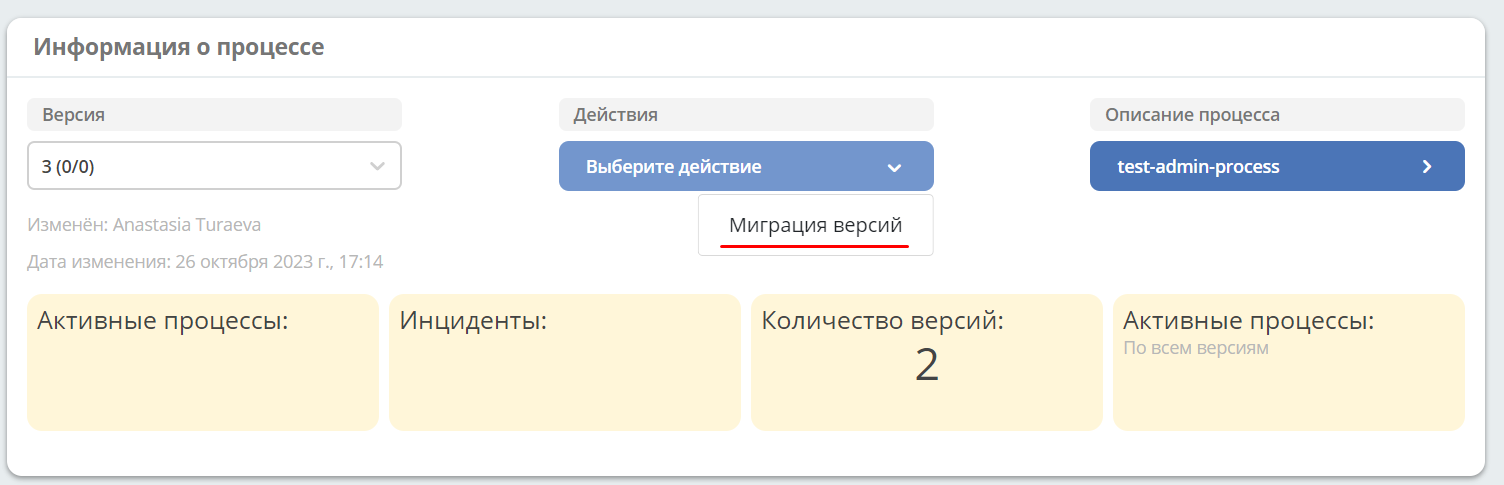 Информация о процессе
Версия
Действия
Описание процесса
3 (0/0)
Выберите действие
test-admin-process
Изменён: Anastasia Turaeva
Миграция версий
Дата изменения: 26 октября 2023 г., 17:14
Активные процессы:
Инциденты:
Количество версий:
2
Активные процессы:
По всем версиям